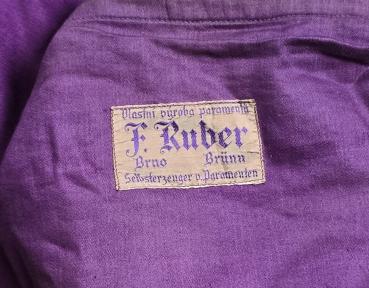 Vlastní výroba paramentů
F. Ruber
Brno Brünn
Selbsterzeuger v. Paramenten